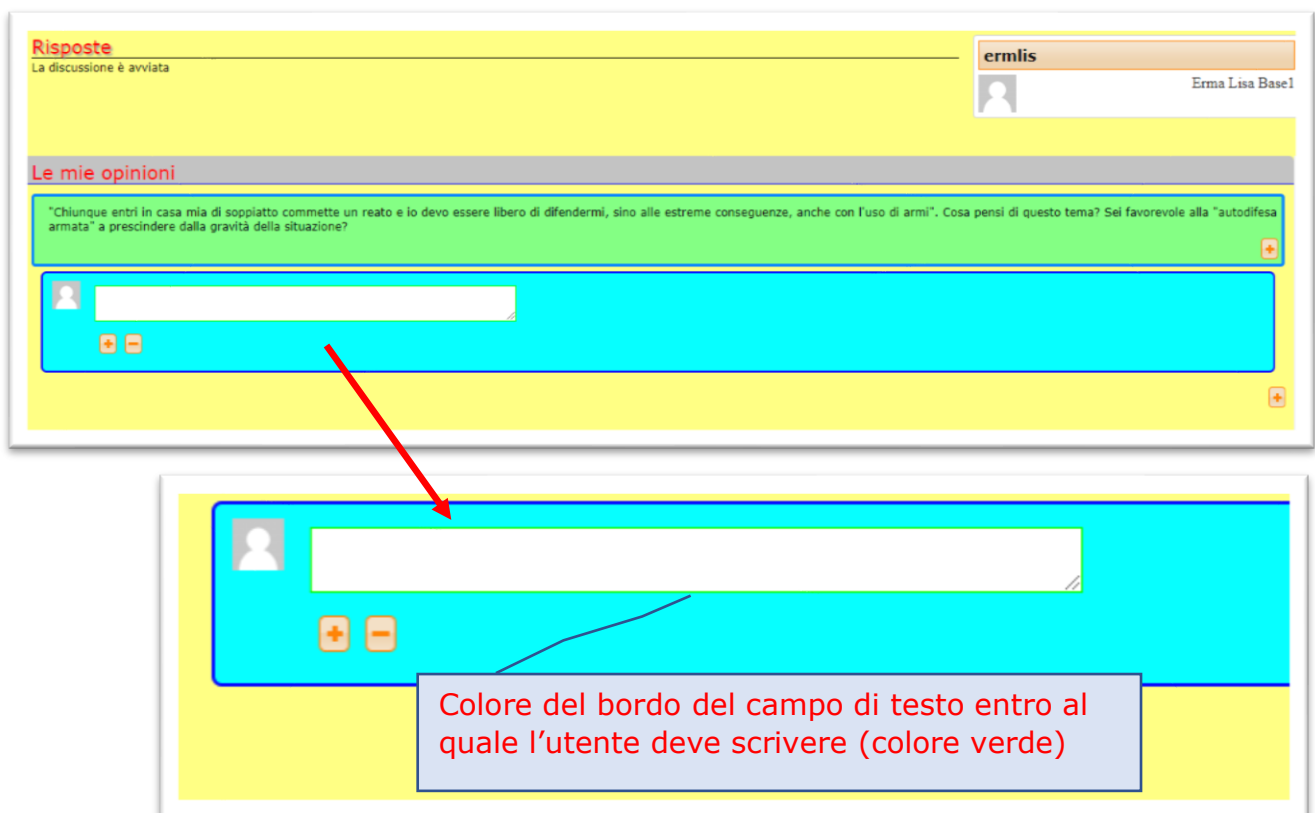 Risposte
La discussione è avviata
ermlis
Erma Lisa Base1
Le mie opinioni
"Chiunque entri in casa mia di soppiatto commette un reato e io devo essere libero di difendermi, sino alle estreme conseguenze, anche con l'uso di armi". Cosa pensi di questo tema? Sei favorevole alla "autodifesa
armata" a prescindere dalla gravità della situazione?
Colore del bordo del campo di testo entro al
quale l’utente deve scrivere (colore verde)